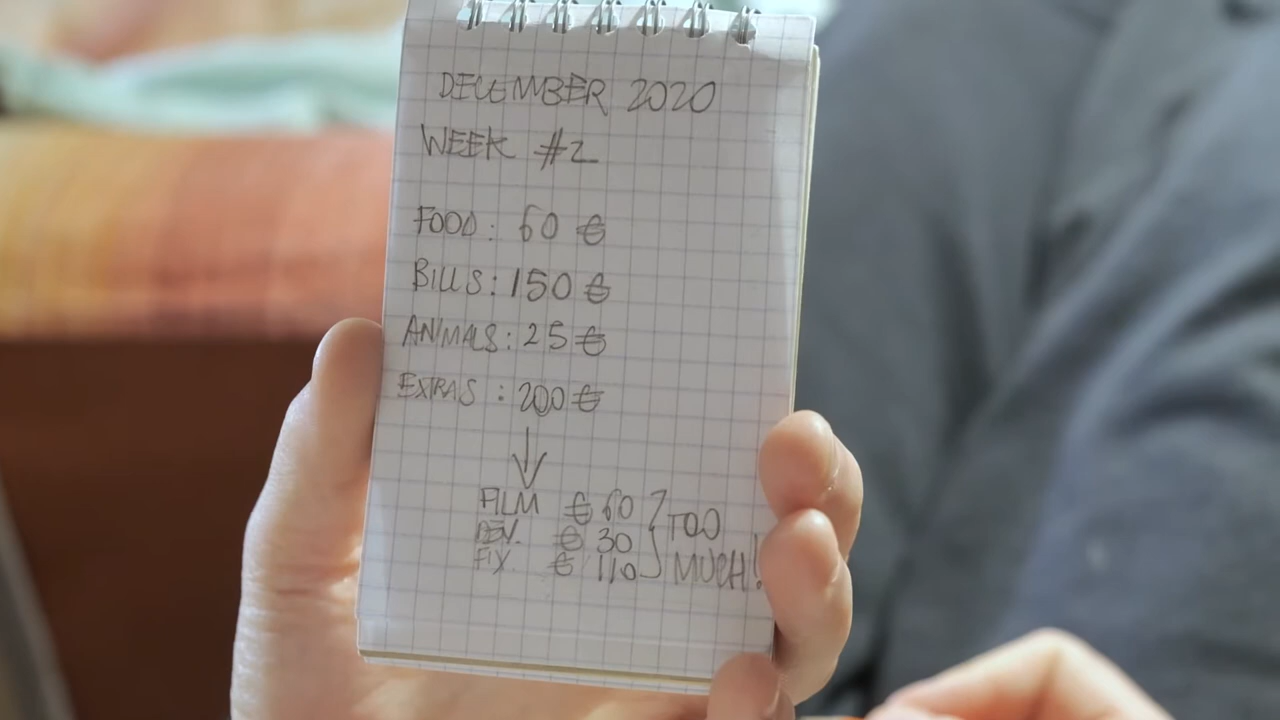 DECEMBER 2020
WEEK #2
FOOD: 60 €
BILLS: 150 €
ANIMALS: 25 €
EXTRAS : 200 €
FILM € 60
DEV. € 30
FIX € 110
TOO
MUCH!